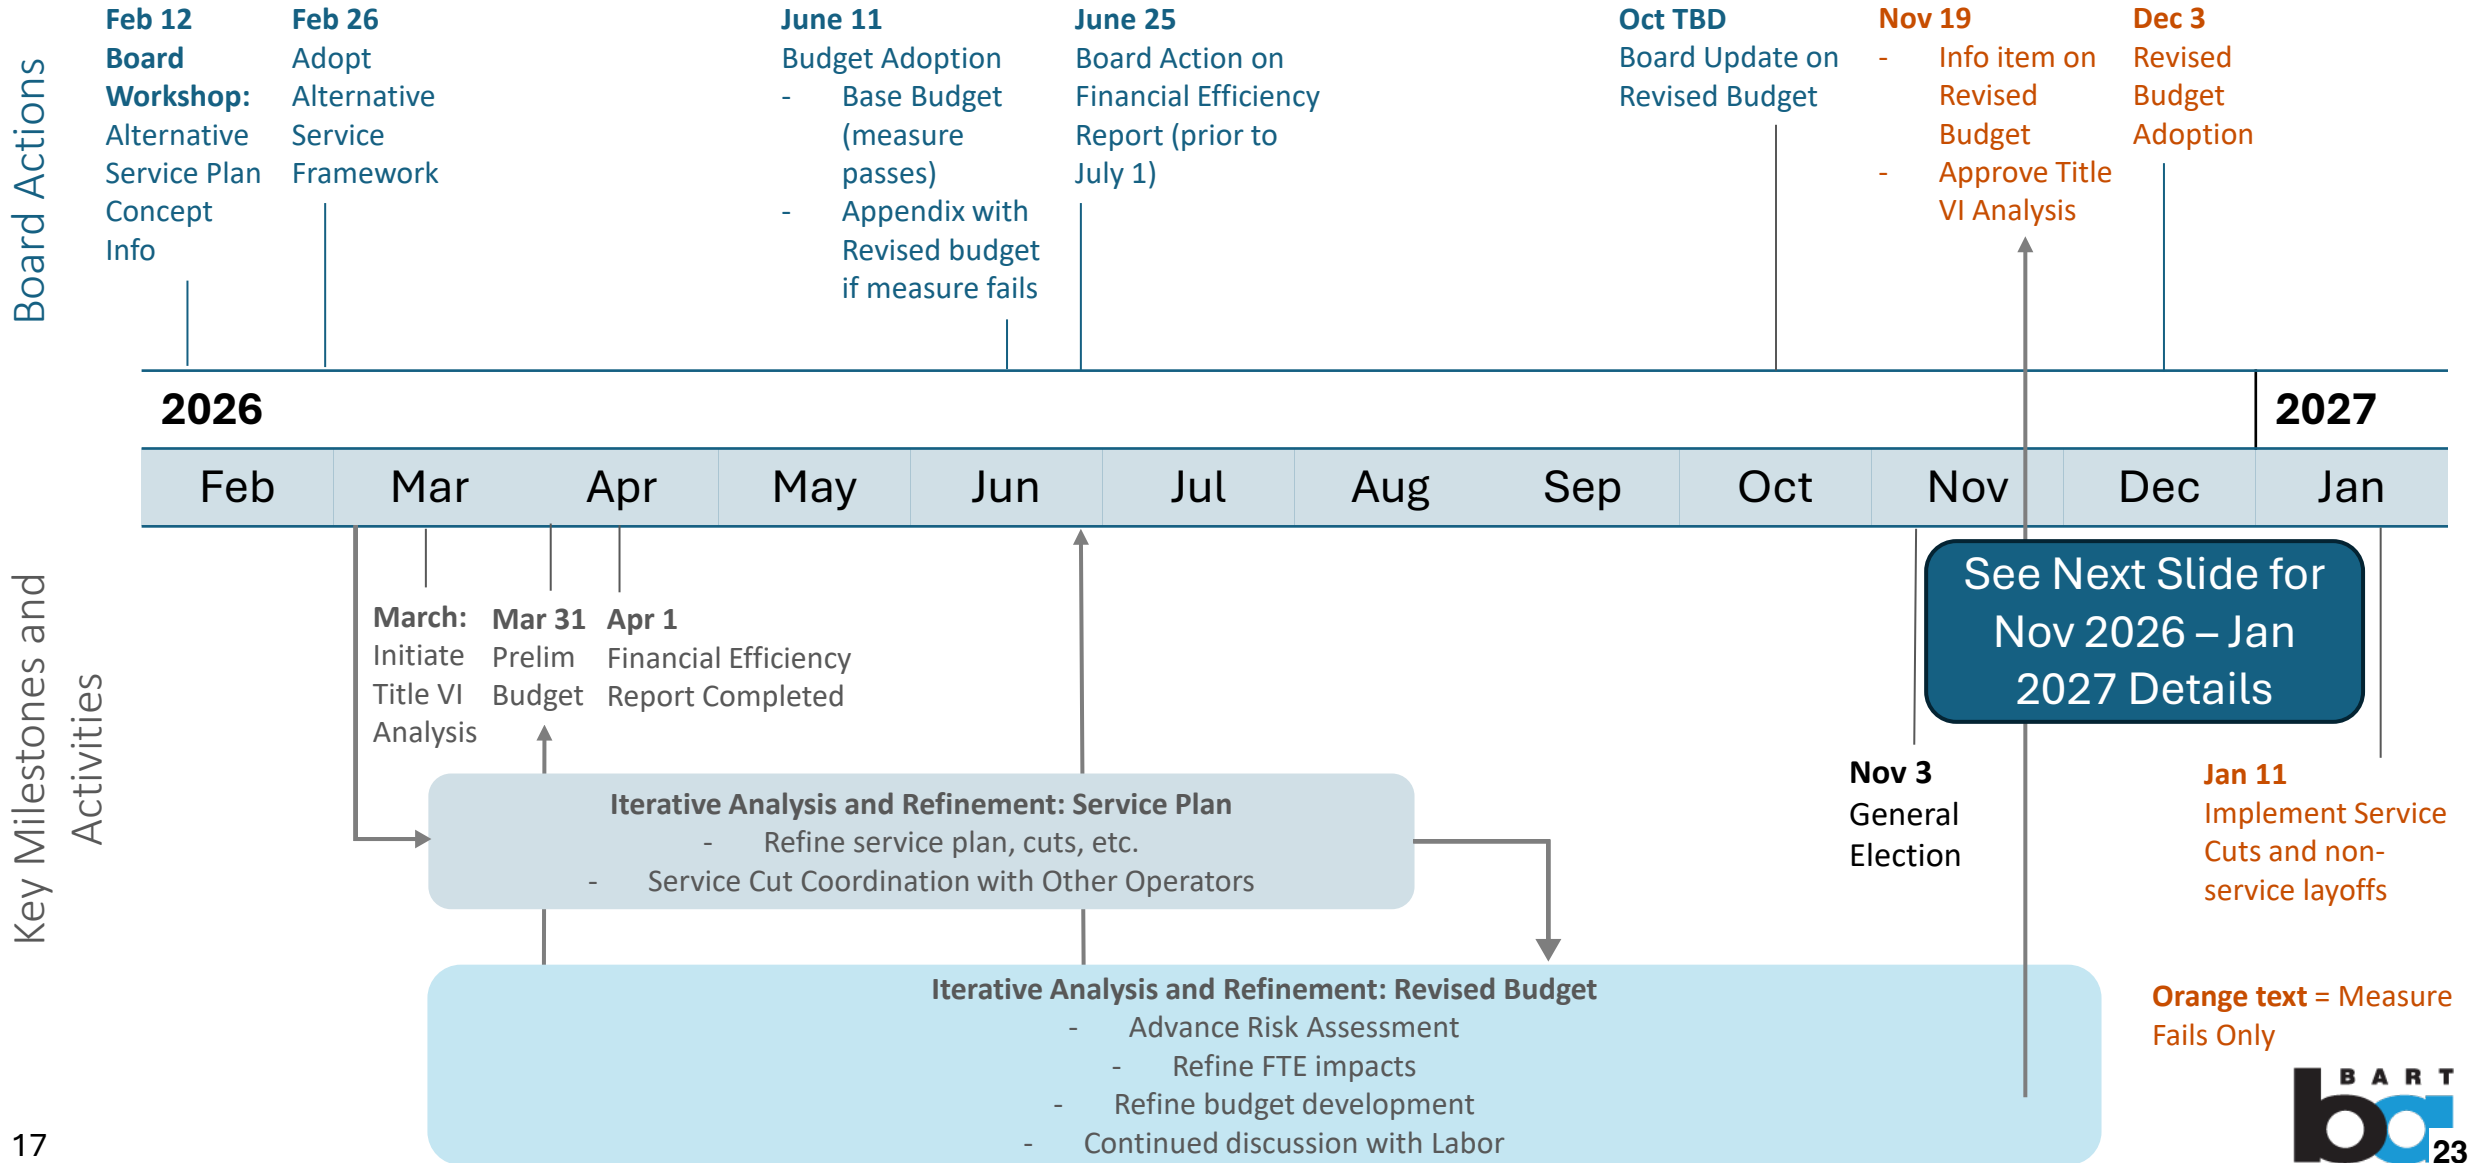 Board Actions
Feb 12
Board
Workshop:
Alternative
Service Plan
Concept
Info
Feb 26
Adopt
Alternative
Service
Framework
June 11
Budget Adoption
- Base Budget
(measure
passes)
- Appendix with
Revised budget
if measure fails
June 25
Board Action on
Financial Efficiency
Report (prior to
July 1)
Oct TBD
Board Update on
Revised Budget
Nov 19
- Info item on
Revised
Budget
- Approve Title
VI Analysis
Dec 3
Revised
Budget
Adoption
2026
2027
Feb Mar Apr May Jun Jul Aug Sep Oct Nov Dec Jan
Key Milestones and
Activities
March:
Initiate
Title VI
Analysis
Mar 31
Prelim
Budget
Apr 1
Financial Efficiency
Report Completed
See Next Slide for
Nov 2026 – Jan
2027 Details
Nov 3
General
Election
Jan 11
Implement Service
Cuts and non-
service layoffs
Iterative Analysis and Refinement: Service Plan
- Refine service plan, cuts, etc.
- Service Cut Coordination with Other Operators
Iterative Analysis and Refinement: Revised Budget
- Advance Risk Assessment
- Refine FTE impacts
- Refine budget development
- Continued discussion with Labor
Orange text = Measure
Fails Only
BART
ba
17
23